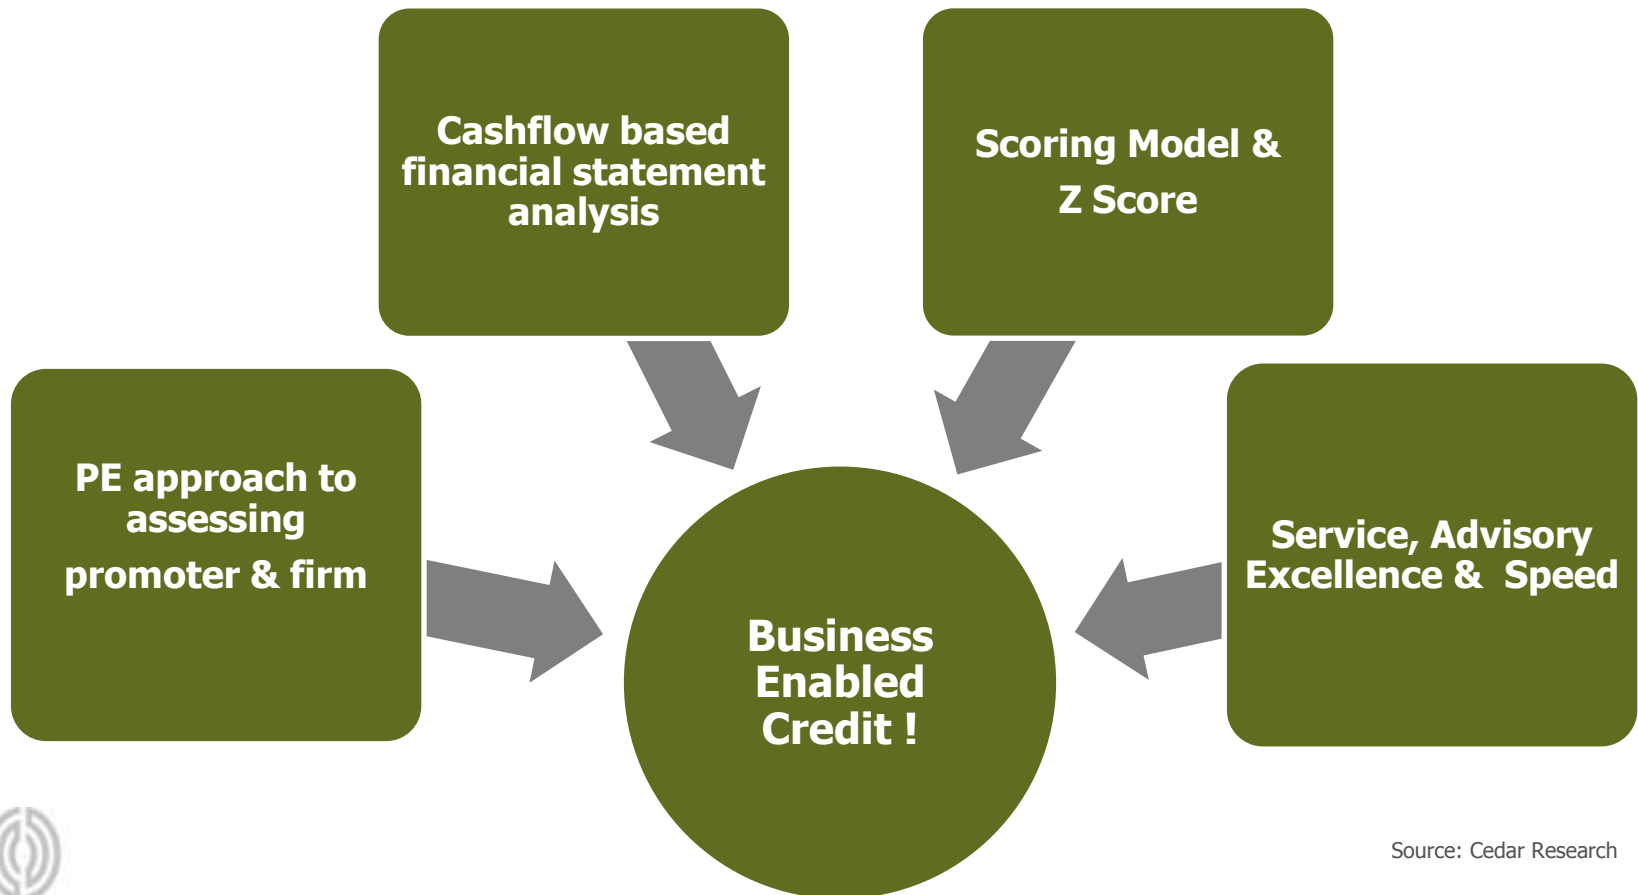 Cashflow based
financial statement
analysis
Scoring Model &
Z Score
PE approach to
assessing
promoter & firm
Service, Advisory
Excellence &  Speed
Business
Enabled
Credit !
Source: Cedar Research